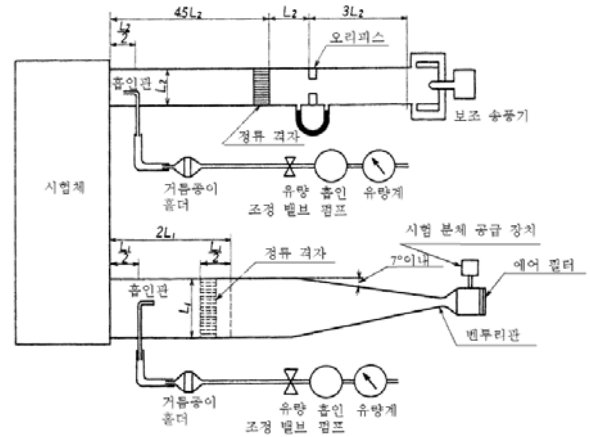 4.5L₂
L₂
3L₂
L₂/2
오리피스
흡인관
L₂
정류 격자
보조 송풍기
시험체
거름종이
홀더
유량
조정 밸브
흡인
펌프
유량계
2L₁
L₁/2
L₁/2
흡인관
정류 격자
L₁
7°이내
시험 분체 공급 장치
에어 필터
벤투리관
거름종이
홀더
유량
조정 밸브
흡인
펌프
유량계